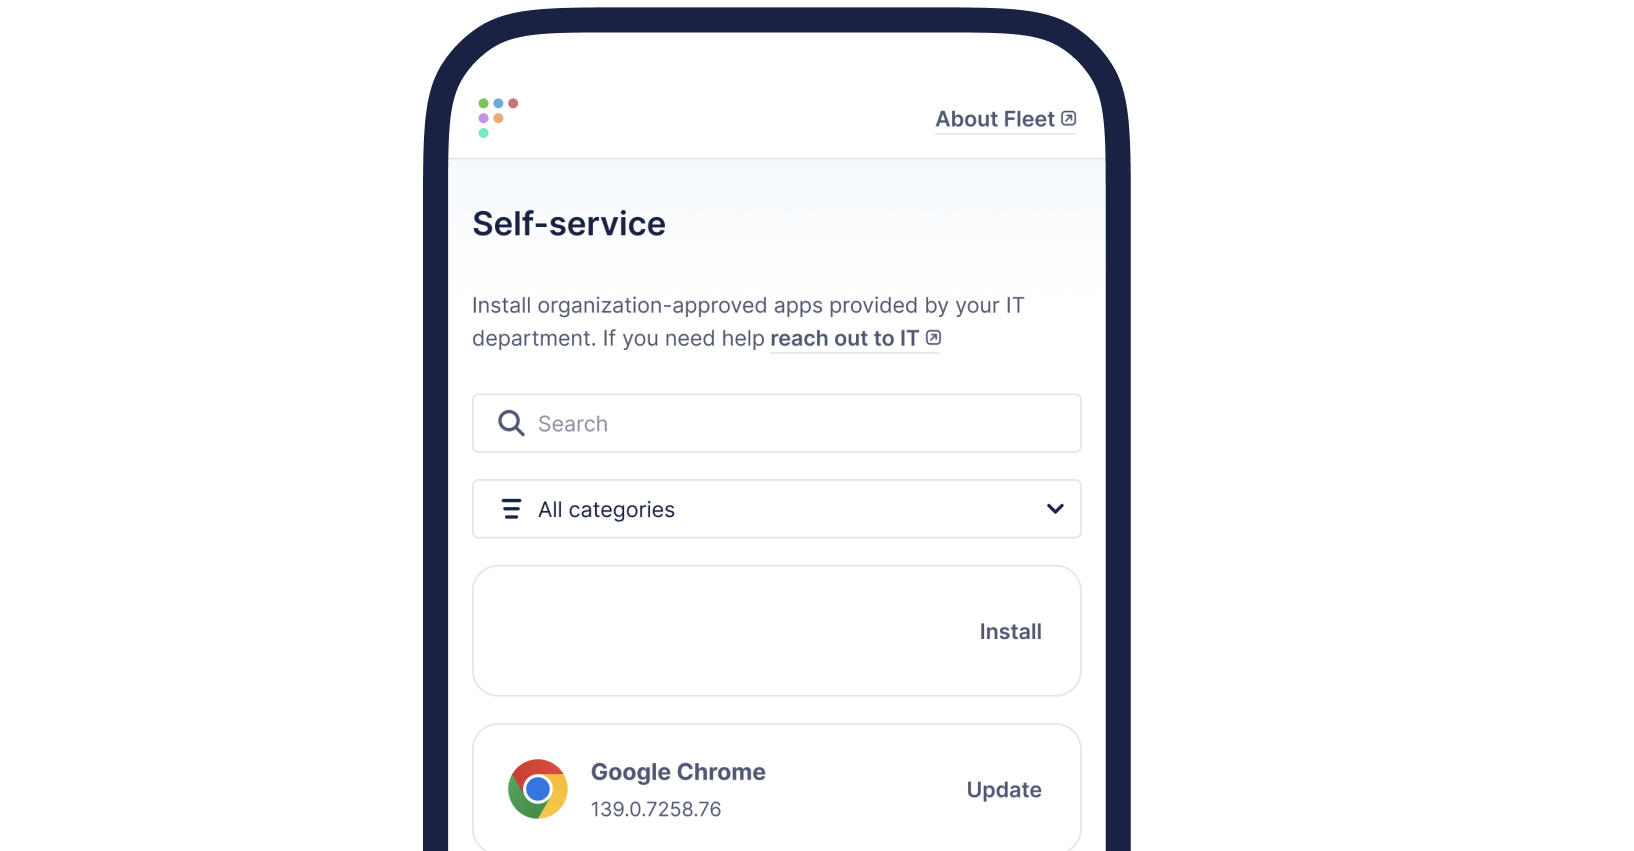 About Fleet
Self-service
Install organization-approved apps provided by your IT
department. If you need help reach out to IT
Search
All categories
Install
Google Chrome
139.0.7258.76
Update